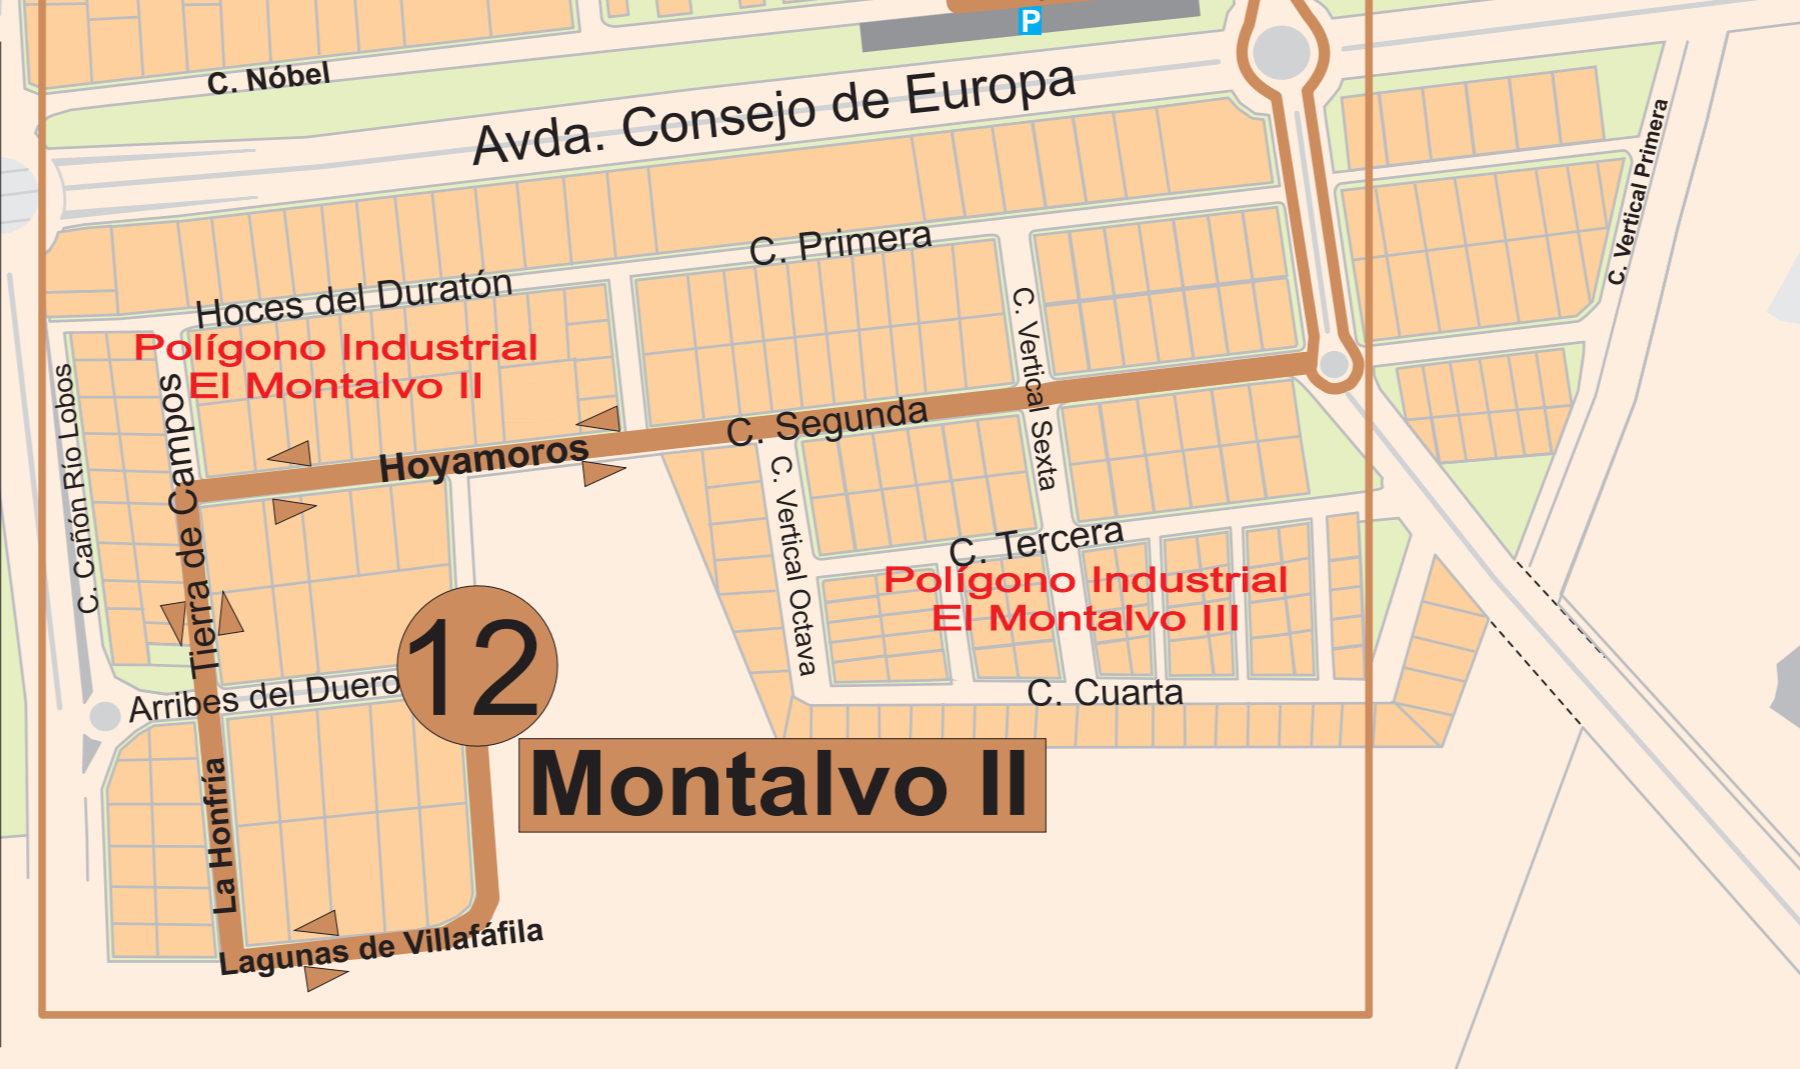 P
C. Nóbel
Avda. Consejo de Europa
C. Vertical Primera
C. Primera
Hoces del Duratón
Polígono Industrial
El Montalvo II
C. Cañón Río Lobos
Tierra de Campos
C. Vertical Sexta
C. Segunda
Hoyamoros
C. Vertical Octava
C. Tercera
Polígono Industrial
El Montalvo III
12
Arribes del Duero
C. Cuarta
Montalvo II
La Honfría
Lagunas de Villafáfila